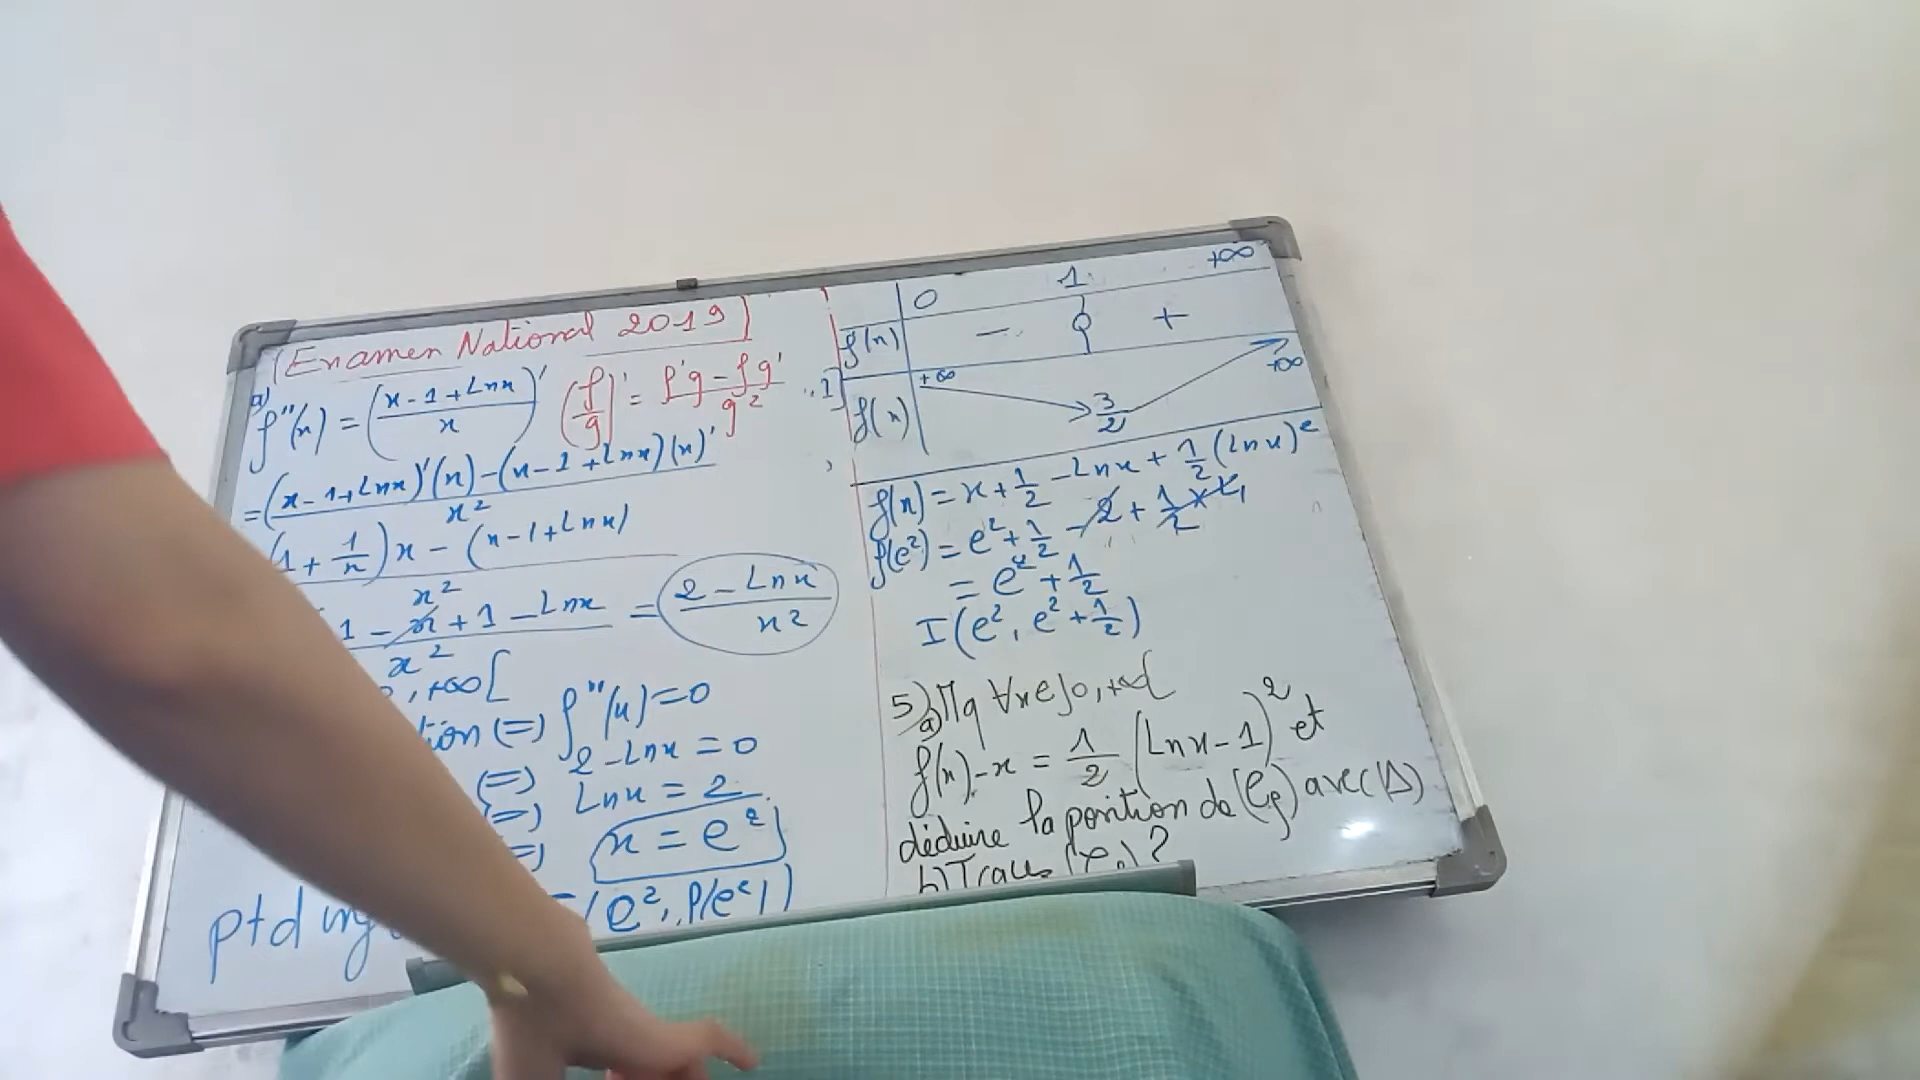 [Examen National 2019]
a) f''(x) = ((x-1+Lnx)/x)' (f/g)' = (f'g-fg')/g²
= ((x-1+Lnx)'(x)-(x-1+Lnx)(x)')/x²
(1+1/x)x-(x-1+Lnx)
x²
1-x+1-Lnx = (2-Lnx)/x²
x²
,+∞[
tion (=) f''(x)=0
2-Lnx=0
(=) Lnx=2
(=) x=e²
pt d' (e², f(e²))
0 1 +∞
f'(x) - 0 +
+∞ +∞
f(x) 3/2
f(x)=x+1/2-Lnx+1/2(Lnx)²
f(e²)=e²+1/2-2+1/2×4
=e²+1/2
I(e², e²+1/2)
5) a) Mq ∀x∈]0,+∞[
f(x)-x = 1/2(Lnx-1)² et
déduire la position de (Cf) avec (Δ)
b) Tracer (Cf)?